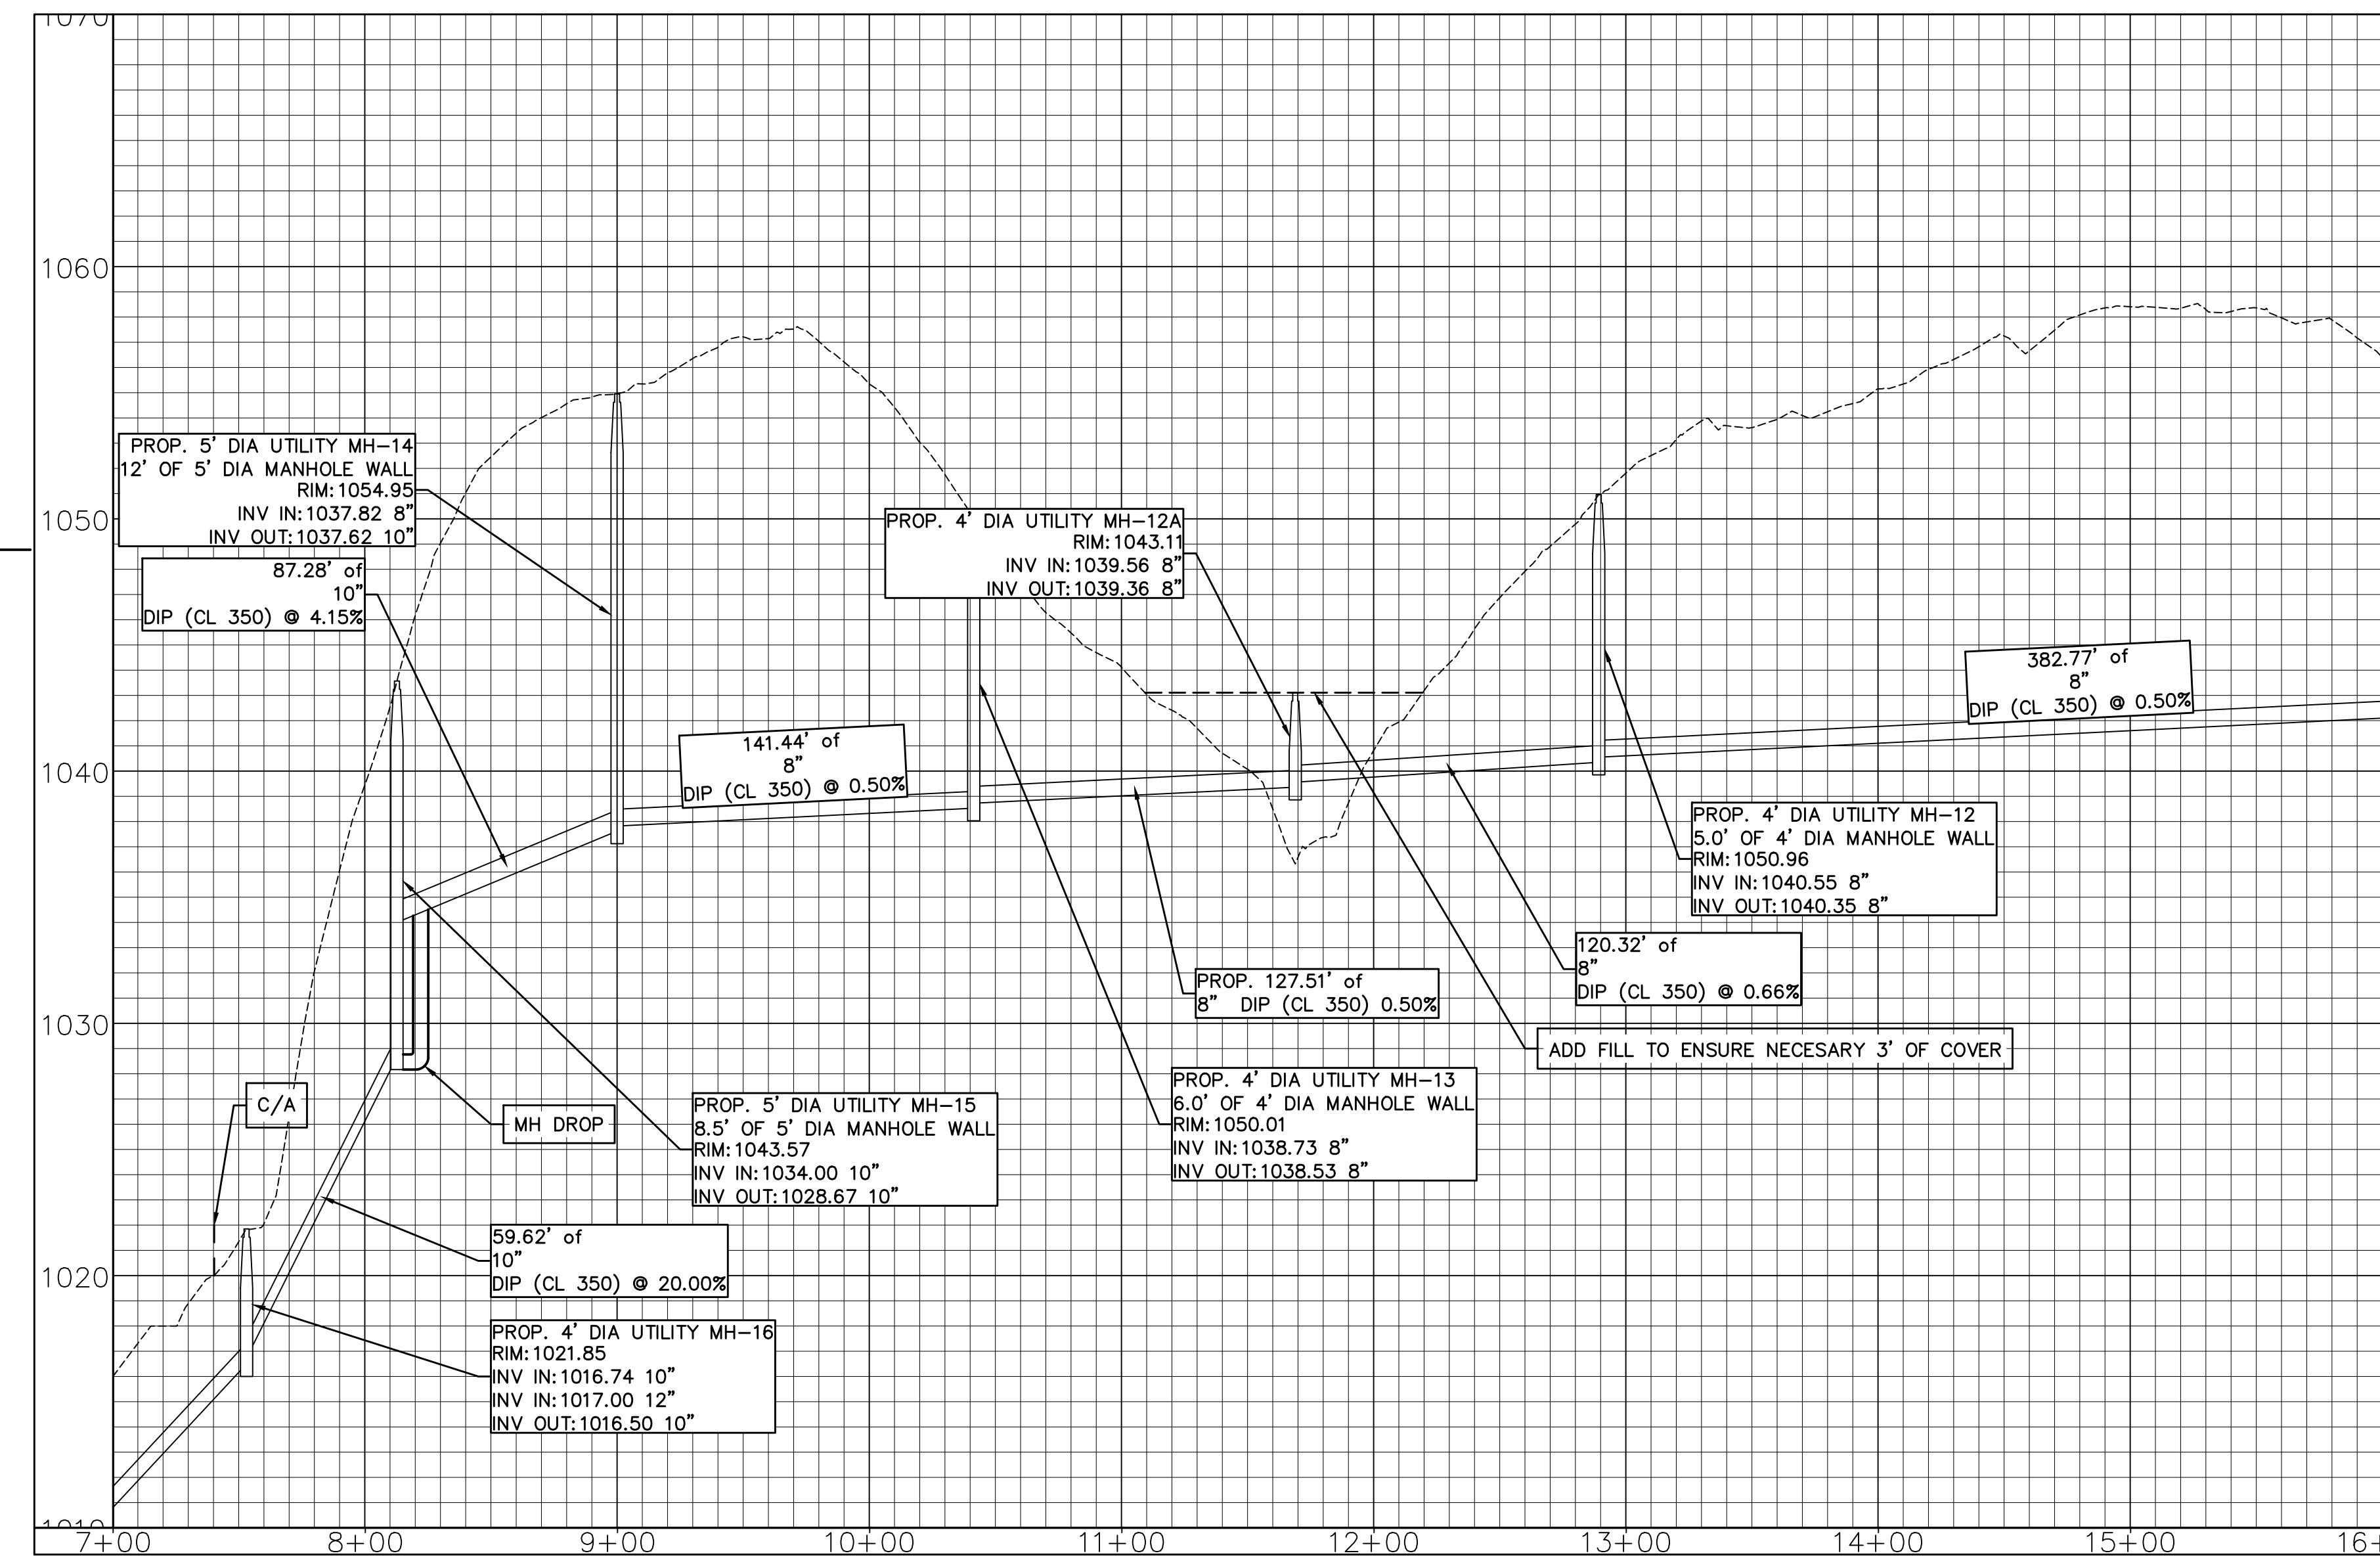 1070
1060
1050
1040
1030
1020
1010
PROP. 5' DIA UTILITY MH-14
12' OF 5' DIA MANHOLE WALL
RIM:1054.95
INV IN:1037.82 8"
INV OUT:1037.62 10"
87.28' of
10"
DIP (CL 350) @ 4.15%
141.44' of
8"
DIP (CL 350) @ 0.50%
PROP. 4' DIA UTILITY MH-12A
RIM:1043.11
INV IN:1039.56 8"
INV OUT:1039.36 8"
382.77' of
8"
DIP (CL 350) @ 0.50%
PROP. 4' DIA UTILITY MH-12
5.0' OF 4' DIA MANHOLE WALL
RIM:1050.96
INV IN:1040.55 8"
INV OUT:1040.35 8"
120.32' of
8"
DIP (CL 350) @ 0.66%
PROP. 127.51' of
8" DIP (CL 350) 0.50%
ADD FILL TO ENSURE NECESARY 3' OF COVER
PROP. 4' DIA UTILITY MH-13
6.0' OF 4' DIA MANHOLE WALL
RIM:1050.01
INV IN:1038.73 8"
INV OUT:1038.53 8"
C/A
MH DROP
PROP. 5' DIA UTILITY MH-15
8.5' OF 5' DIA MANHOLE WALL
RIM:1043.57
INV IN:1034.00 10"
INV OUT:1028.67 10"
59.62' of
10"
DIP (CL 350) @ 20.00%
PROP. 4' DIA UTILITY MH-16
RIM:1021.85
INV IN:1016.74 10"
INV IN:1017.00 12"
INV OUT:1016.50 10"
7+00 8+00 9+00 10+00 11+00 12+00 13+00 14+00 15+00 16+